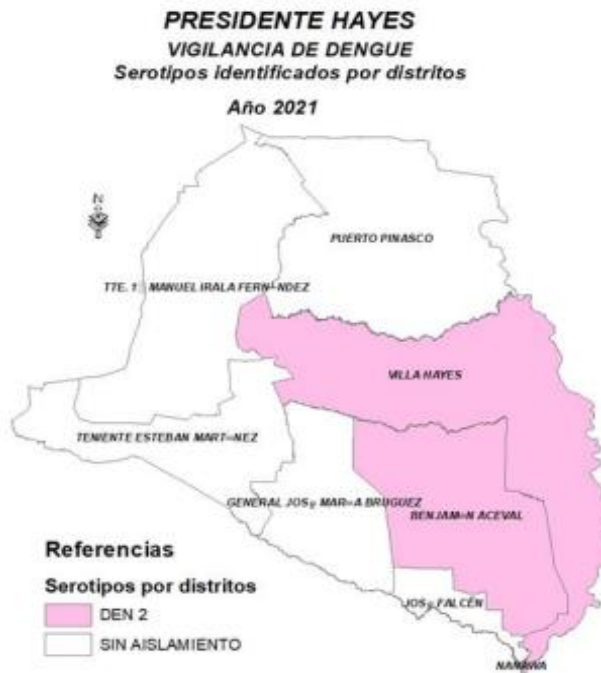 PRESIDENTE HAYES
VIGILANCIA DE DENGUE
Serotipos identificados por distritos
Año 2021
N
PUERTO PINASCO
TTE. 1 MANUEL IRALA FERN┴NDEZ
VILLA HAYES
TENIENTE ESTEBAN MART═NEZ
GENERAL JOS╔ MAR═A BRUGUEZ
BENJAM═N ACEVAL
JOS╔ FALCËN
NANAWA
Referencias
Serotipos por distritos
DEN 2
SIN AISLAMIENTO